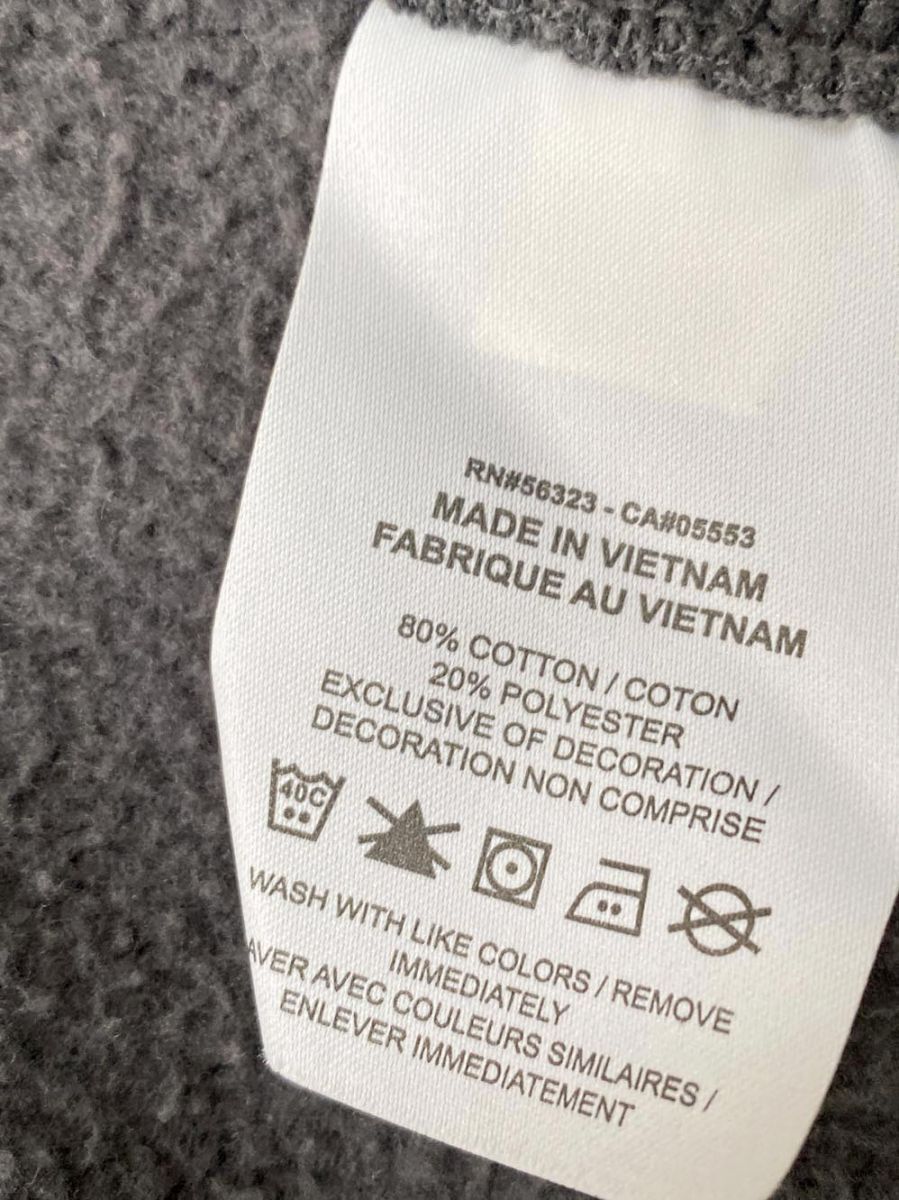 RN#56323 - CA#05553
MADE IN VIETNAM
FABRIQUE AU VIETNAM
80% COTTON / COTON
20% POLYESTER
EXCLUSIVE OF DECORATION /
DECORATION NON COMPRISE
40C
WASH WITH LIKE COLORS / REMOVE
IMMEDIATELY
AVER AVEC COULEURS SIMILAIRES /
ENLEVER IMMEDIATEMENT